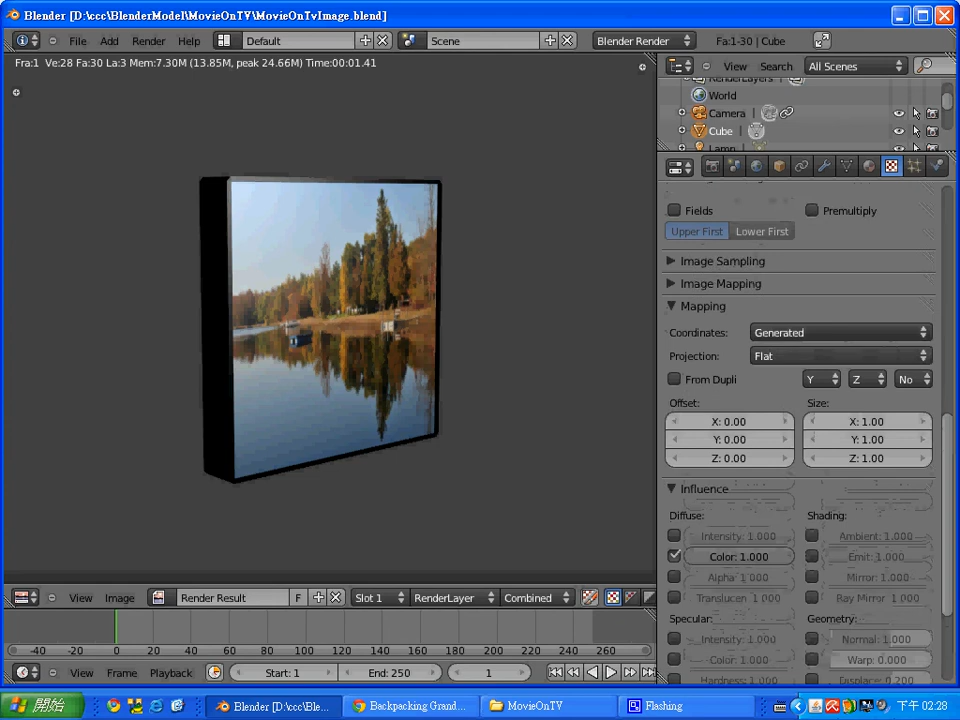 Blender [D:\ccc\BlenderModel\MovieOnTV\MovieOnTvImage.blend]
File Add Render Help Default Scene Blender Render Fa:1-30 | Cube
Fra:1 Ve:28 Fa:30 La:3 Mem:7.30M (13.85M, peak 24.66M) Time:00:01.41
View Search All Scenes
RenderLayers
World
Camera
Cube
Lamp
Fields Premultiply
Upper First Lower First
Image Sampling
Image Mapping
Mapping
Coordinates: Generated
Projection: Flat
From Dupli Y Z No
Offset: Size:
X: 0.00 X: 1.00
Y: 0.00 Y: 1.00
Z: 0.00 Z: 1.00
Influence
Diffuse: Shading:
Intensity: 1.000 Ambient: 1.000
Color: 1.000 Emit: 1.000
Alpha: 1.000 Mirror: 1.000
Translucen: 1.000 Ray Mirror: 1.000
Specular: Geometry:
Intensity: 1.000 Normal: 1.000
Color: 1.000 Warp: 0.000
Hardness: 1.000 Displace: 0.200
View Image Render Result F Slot 1 RenderLayer Combined
-40 -20 0 20 40 60 80 100 120 140 160 180 200 220 240 260
View Frame Playback Start: 1 End: 250 1
開始 Blender [D:\ccc\Ble... Backpacking Grand... MovieOnTV Flashing 下午 02:28